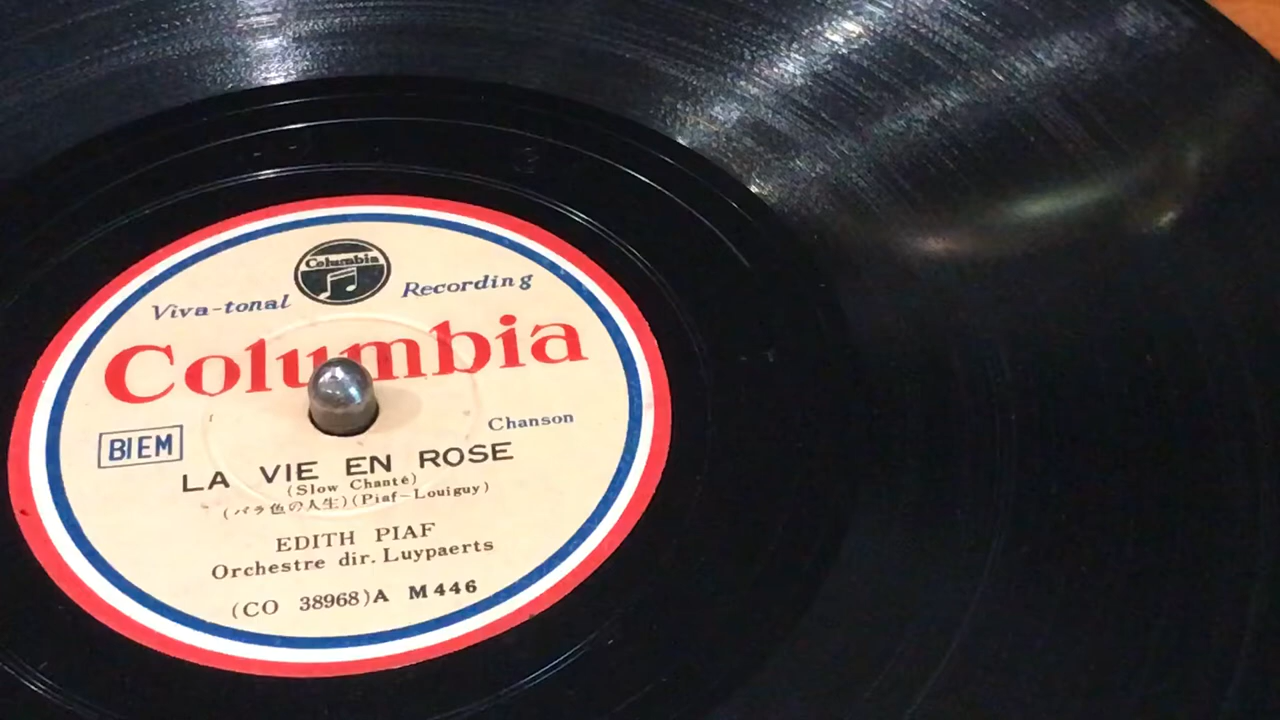 Columbia
Viva-tonal Recording
Columbia
Chanson
BIEM
LA VIE EN ROSE
(Slow Chanté)
(バラ色の人生)(Piaf-Louiguy)
EDITH PIAF
Orchestre dir. Luypaerts
(CO 38968)A M446